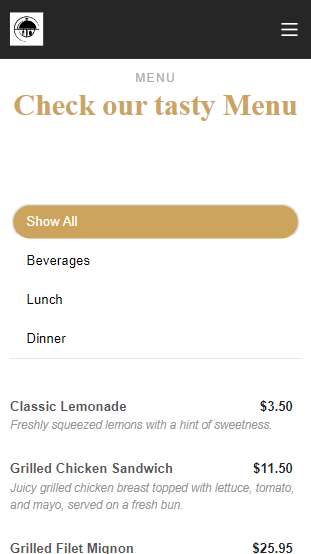 MENU
Check our tasty Menu
Show All
Beverages
Lunch
Dinner
Classic Lemonade $3.50
Freshly squeezed lemons with a hint of sweetness.
Grilled Chicken Sandwich $11.50
Juicy grilled chicken breast topped with lettuce, tomato,
and mayo, served on a fresh bun.
Grilled Filet Mignon $25.95